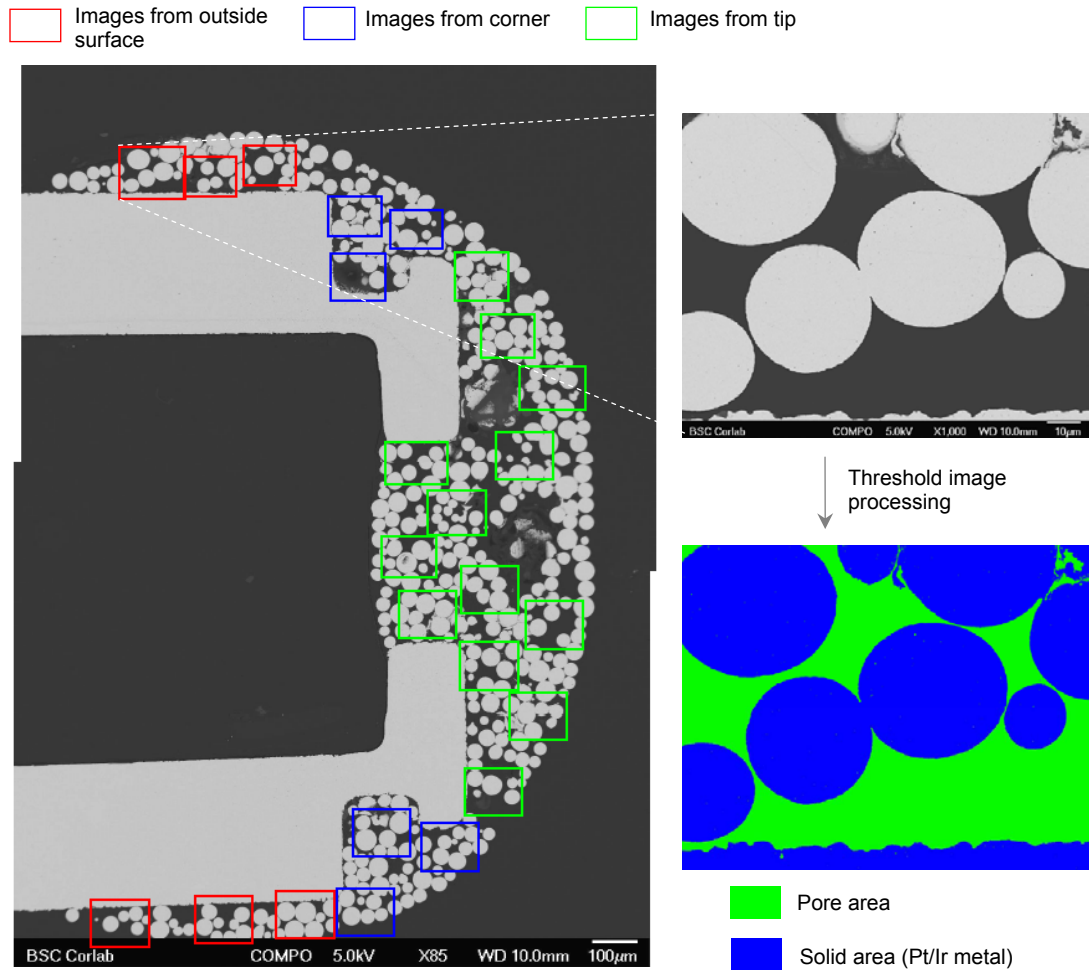 Images from outside
surface
Images from corner
Images from tip
BSC Corlab COMPO 5.0kV X1,000 WD 10.0mm 10μm
Threshold image
processing
Pore area
Solid area (Pt/Ir metal)
BSC Corlab COMPO 5.0kV X85 WD 10.0mm 100μm